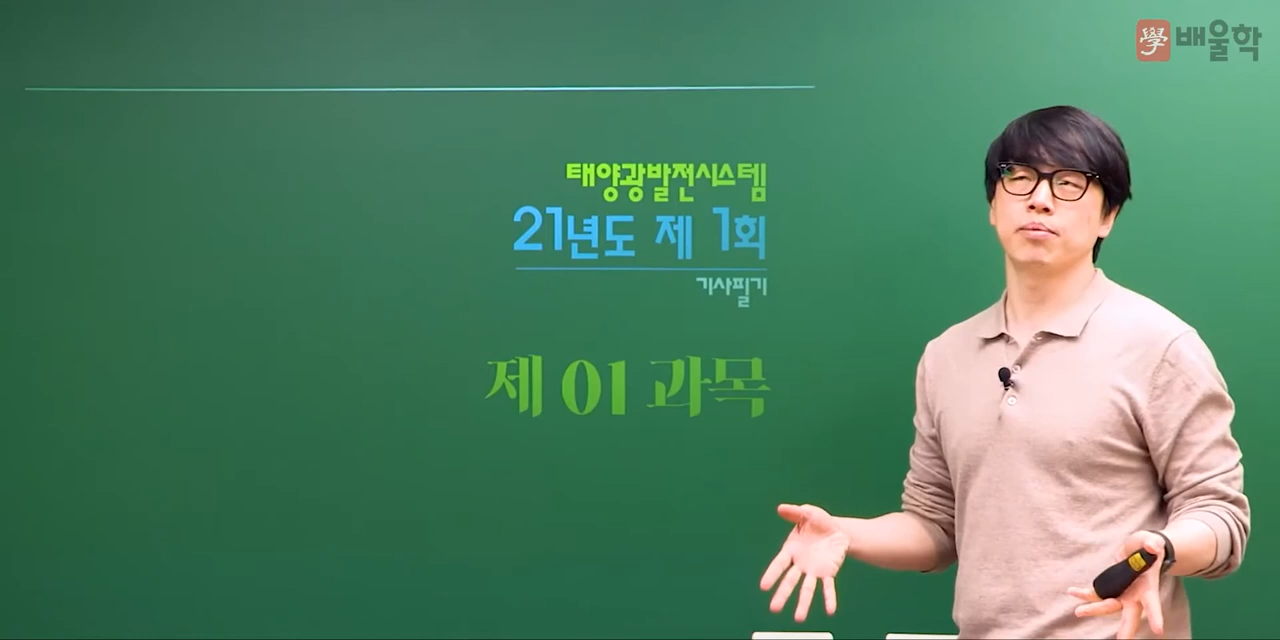 學 배울학
태양광발전시스템
21년도 제 1회
기사필기
제 01 과목